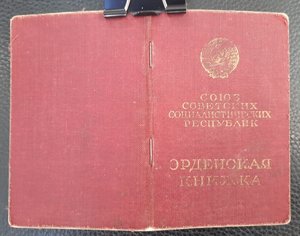 СОЮЗ
СОВЕТСКИХ
СОЦИАЛИСТИЧЕСКИХ
РЕСПУБЛИК
ОРДЕНСКАЯ
КНИЖКА